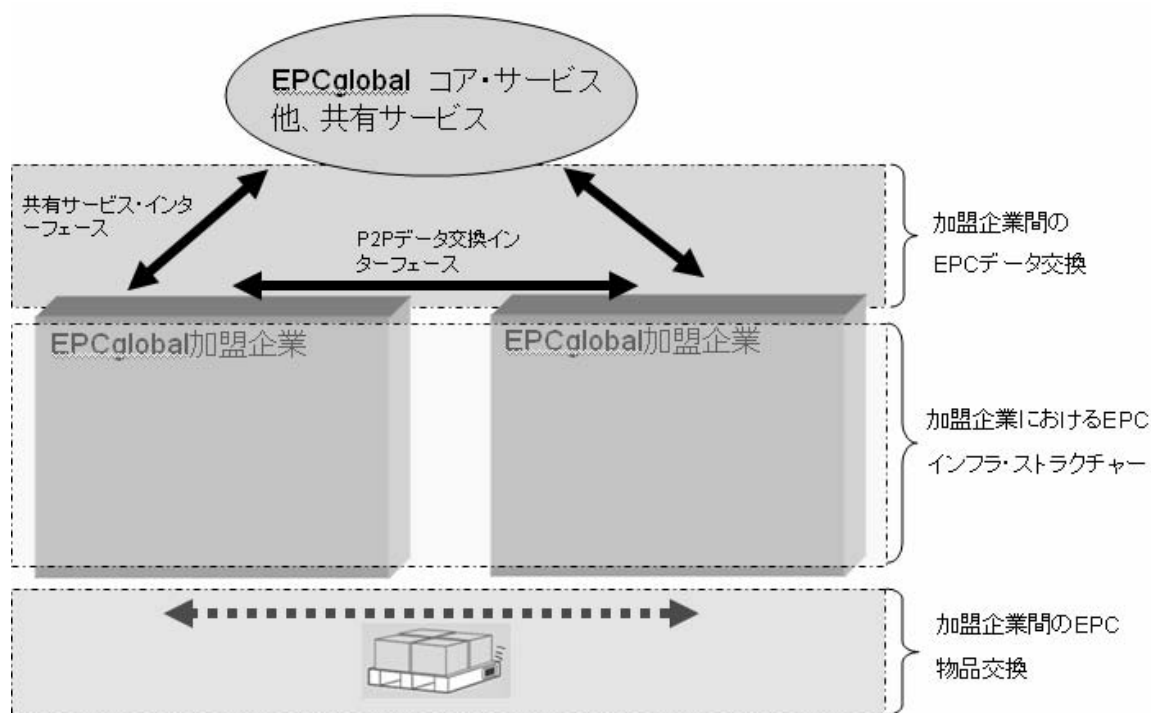 EPCglobal コア・サービス
他、共有サービス
共有サービス・インタ
ーフェース
P2Pデータ交換イン
ターフェース
加盟企業間の
EPCデータ交換
EPCglobal加盟企業
EPCglobal加盟企業
加盟企業におけるEPC
インフラ・ストラクチャー
加盟企業間のEPC
物品交換